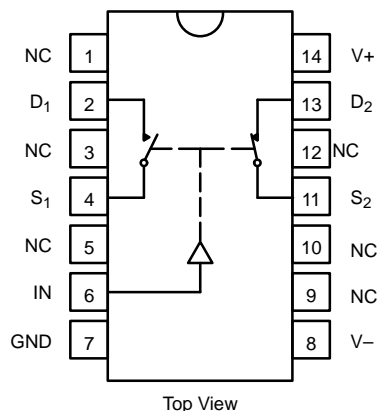 NC 1 14 V+
D1 2 13 D2
NC 3 12 NC
S1 4 11 S2
NC 5 10 NC
IN 6 9 NC
GND 7 8 V–
Top View